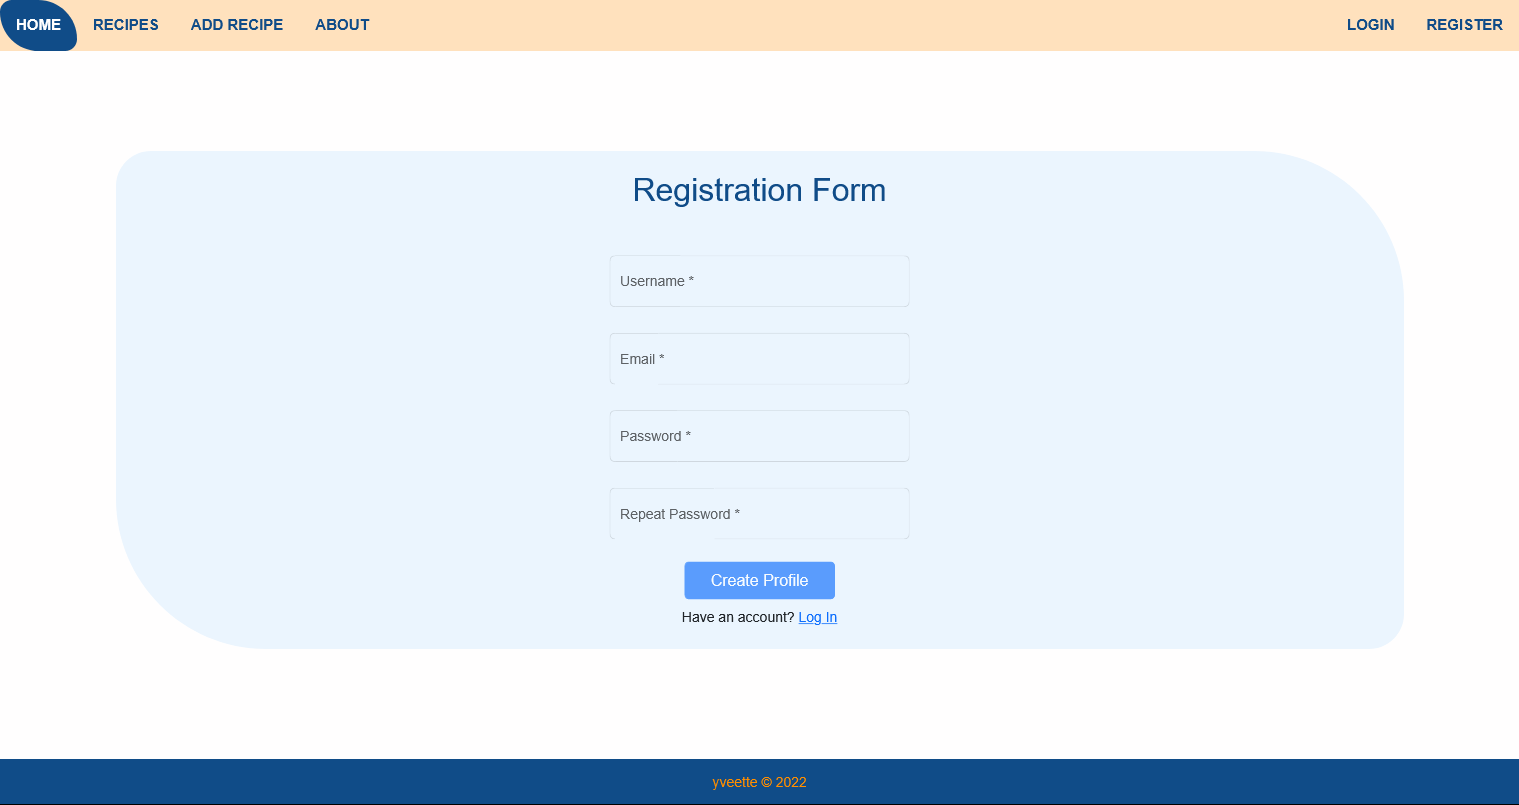 HOME RECIPES ADD RECIPE ABOUT LOGIN REGISTER
Registration Form
Username *
Email *
Password *
Repeat Password *
Create Profile
Have an account? Log In
yveette © 2022